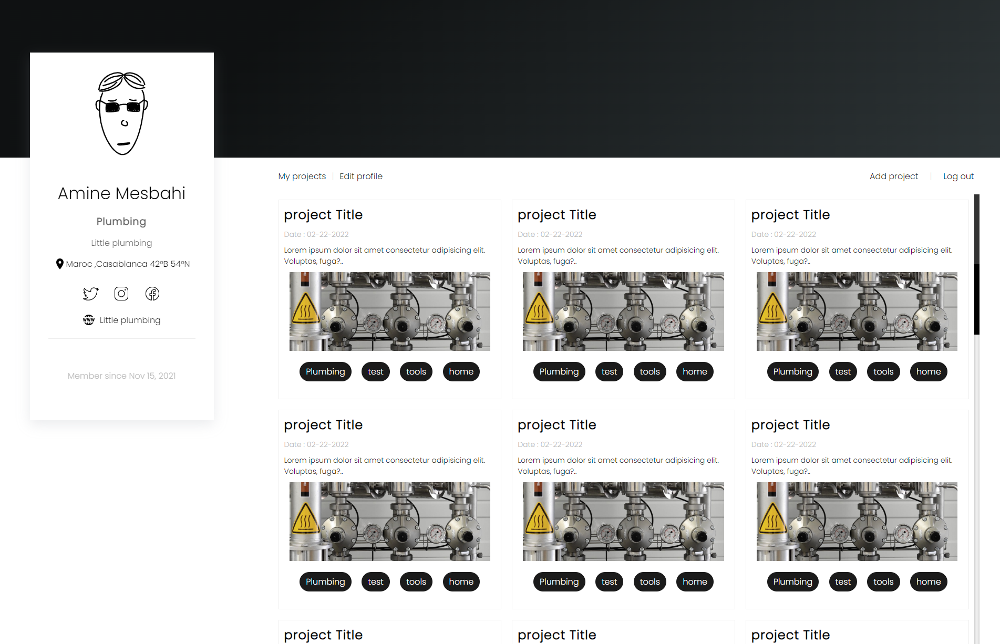 Amine Mesbahi
Plumbing
Little plumbing
Maroc ,Casablanca 42°B 54°N
www Little plumbing
Member since Nov 15, 2021
My projects | Edit profile
Add project | Log out
project Title
Date : 02-22-2022
Lorem ipsum dolor sit amet consectetur adipisicing elit.
Voluptas, fuga?..
Plumbing test tools home
project Title
Date : 02-22-2022
Lorem ipsum dolor sit amet consectetur adipisicing elit.
Voluptas, fuga?..
Plumbing test tools home
project Title
Date : 02-22-2022
Lorem ipsum dolor sit amet consectetur adipisicing elit.
Voluptas, fuga?..
Plumbing test tools home
project Title
Date : 02-22-2022
Lorem ipsum dolor sit amet consectetur adipisicing elit.
Voluptas, fuga?..
Plumbing test tools home
project Title
Date : 02-22-2022
Lorem ipsum dolor sit amet consectetur adipisicing elit.
Voluptas, fuga?..
Plumbing test tools home
project Title
Date : 02-22-2022
Lorem ipsum dolor sit amet consectetur adipisicing elit.
Voluptas, fuga?..
Plumbing test tools home
project Title
project Title
project Title